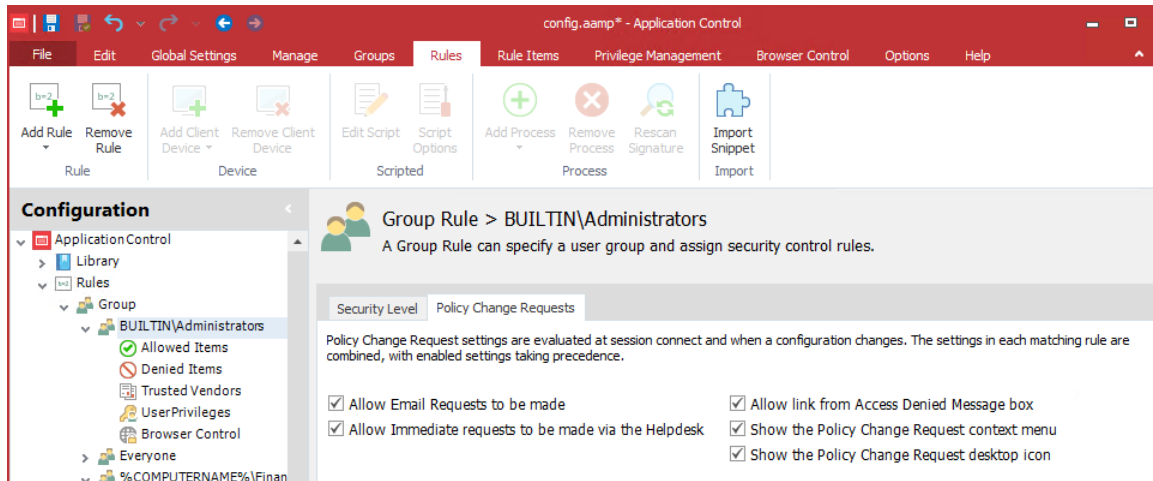 config.aamp* - Application Control
File Edit Global Settings Manage Groups Rules Rule Items Privilege Management Browser Control Options Help
b=2 b=2
Add Rule Remove Rule Add Client Device Remove Client Device Edit Script Script Options Add Process Remove Process Rescan Signature Import Snippet
Rule Device Scripted Process Import
Configuration
Application Control
Library
b=2 Rules
Group
BUILTIN\Administrators
Allowed Items
Denied Items
Trusted Vendors
UserPrivileges
Browser Control
Everyone
%COMPUTERNAME%\Finan
Group Rule > BUILTIN\Administrators
A Group Rule can specify a user group and assign security control rules.
Security Level Policy Change Requests
Policy Change Request settings are evaluated at session connect and when a configuration changes. The settings in each matching rule are
combined, with enabled settings taking precedence.
Allow Email Requests to be made
Allow Immediate requests to be made via the Helpdesk
Allow link from Access Denied Message box
Show the Policy Change Request context menu
Show the Policy Change Request desktop icon